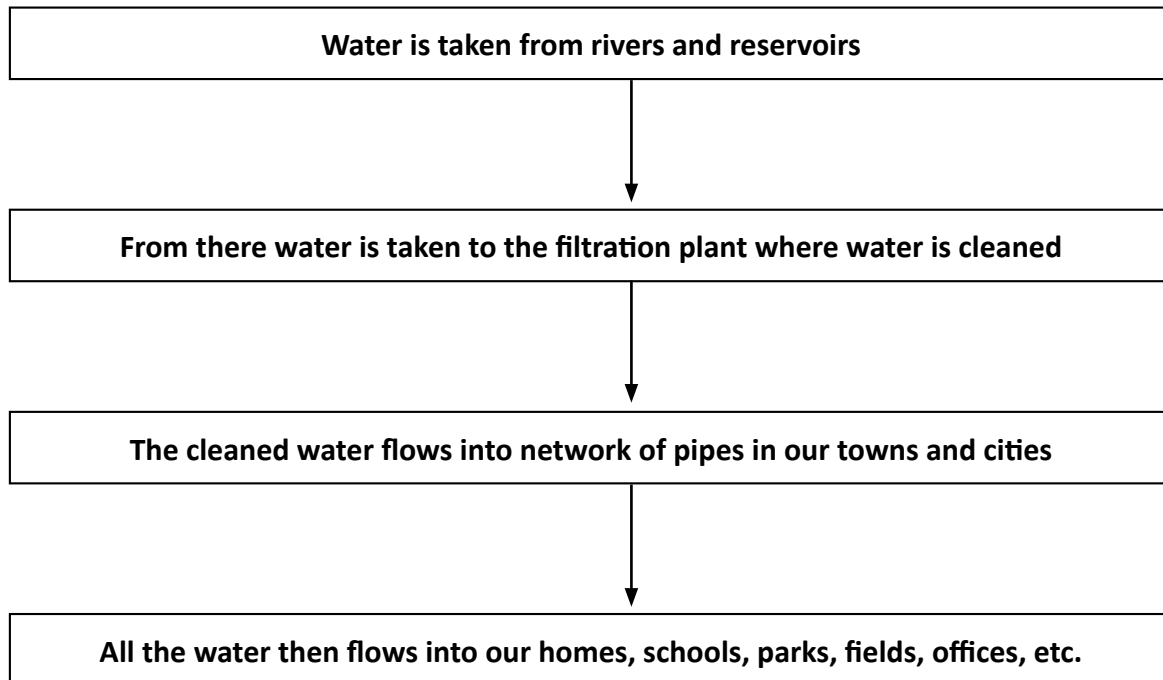 Water is taken from rivers and reservoirs
From there water is taken to the filtration plant where water is cleaned
The cleaned water flows into network of pipes in our towns and cities
All the water then flows into our homes, schools, parks, fields, offices, etc.